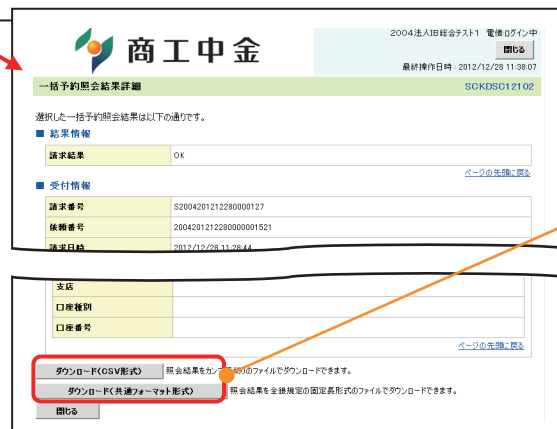 商工中金
2004法人IB総合テスト1 電債ログイン中
閉じる
最終操作日時：2012/12/28 11:38:07
一括予約照会結果詳細
SCKDSC12102
選択した一括予約照会結果は以下の通りです。
■ 結果情報
請求結果 OK
ページの先頭に戻る
■ 受付情報
請求番号 S2004201212280000127
依頼番号 2004201212280000001521
請求日時 2012/12/28 11:28:44
支店
口座種別
口座番号
ページの先頭に戻る
ダウンロード(CSV形式) 照会結果をカンマ区切りのファイルでダウンロードできます。
ダウンロード(共通フォーマット形式) 照会結果を全銀規定の固定長形式のファイルでダウンロードできます。
閉じる